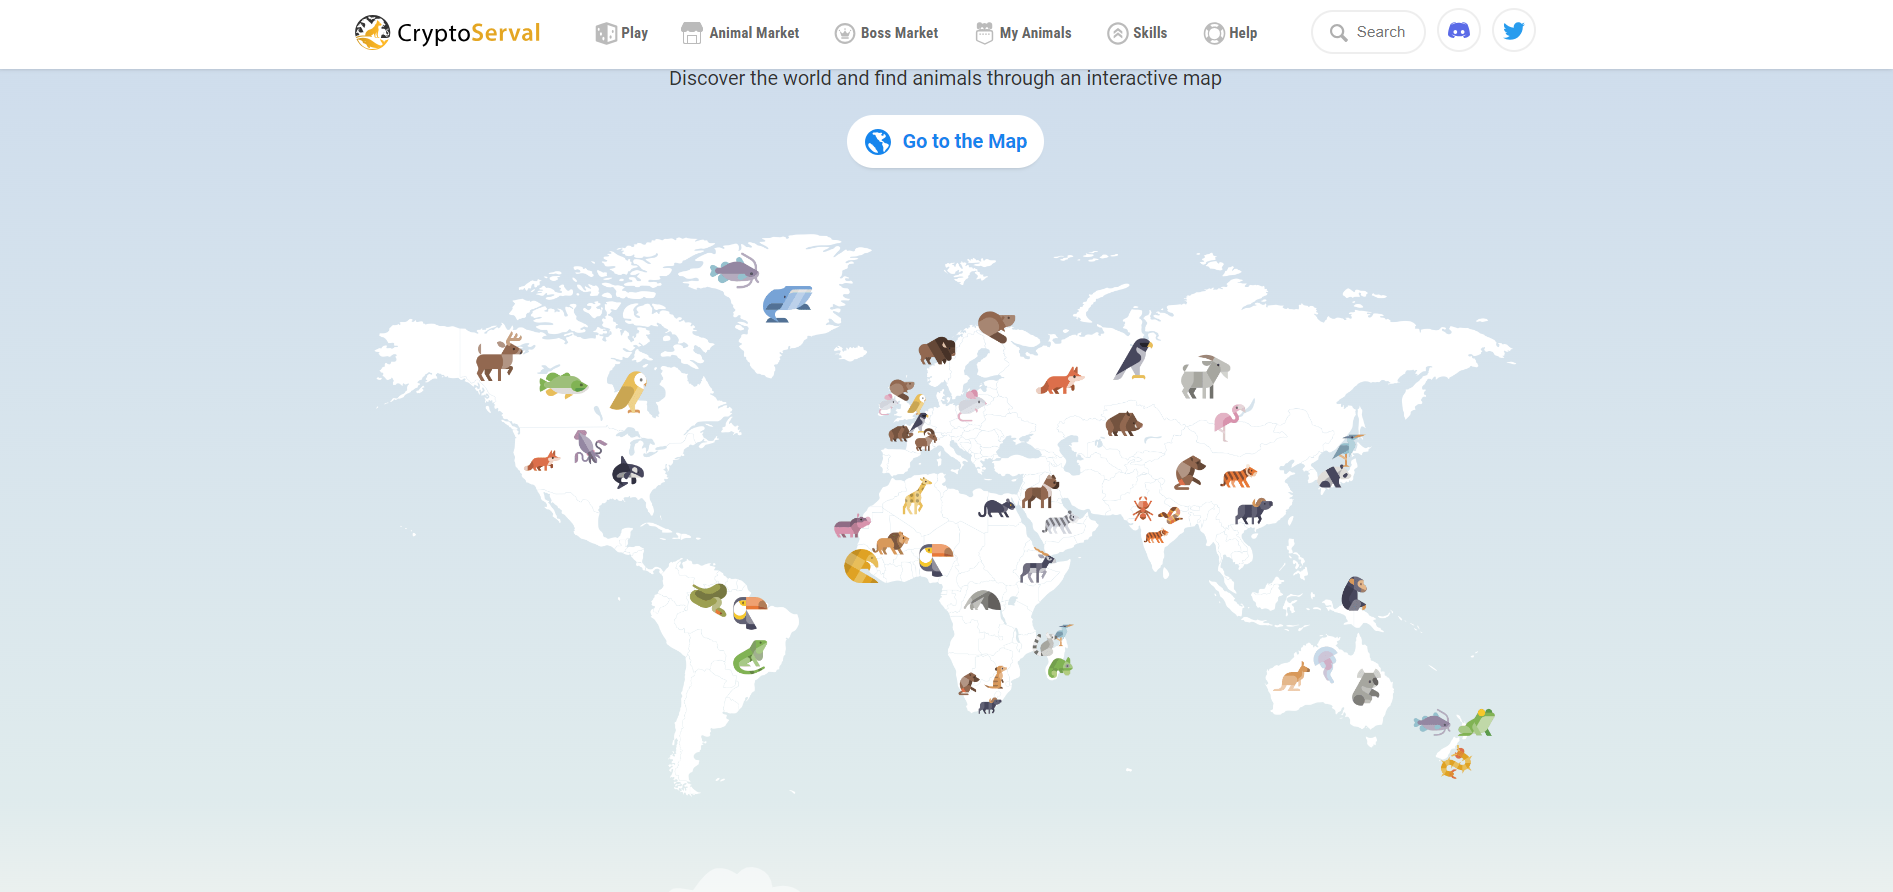 CryptoServal
Play
Animal Market
Boss Market
My Animals
Skills
Help
Search
Discover the world and find animals through an interactive map
Go to the Map